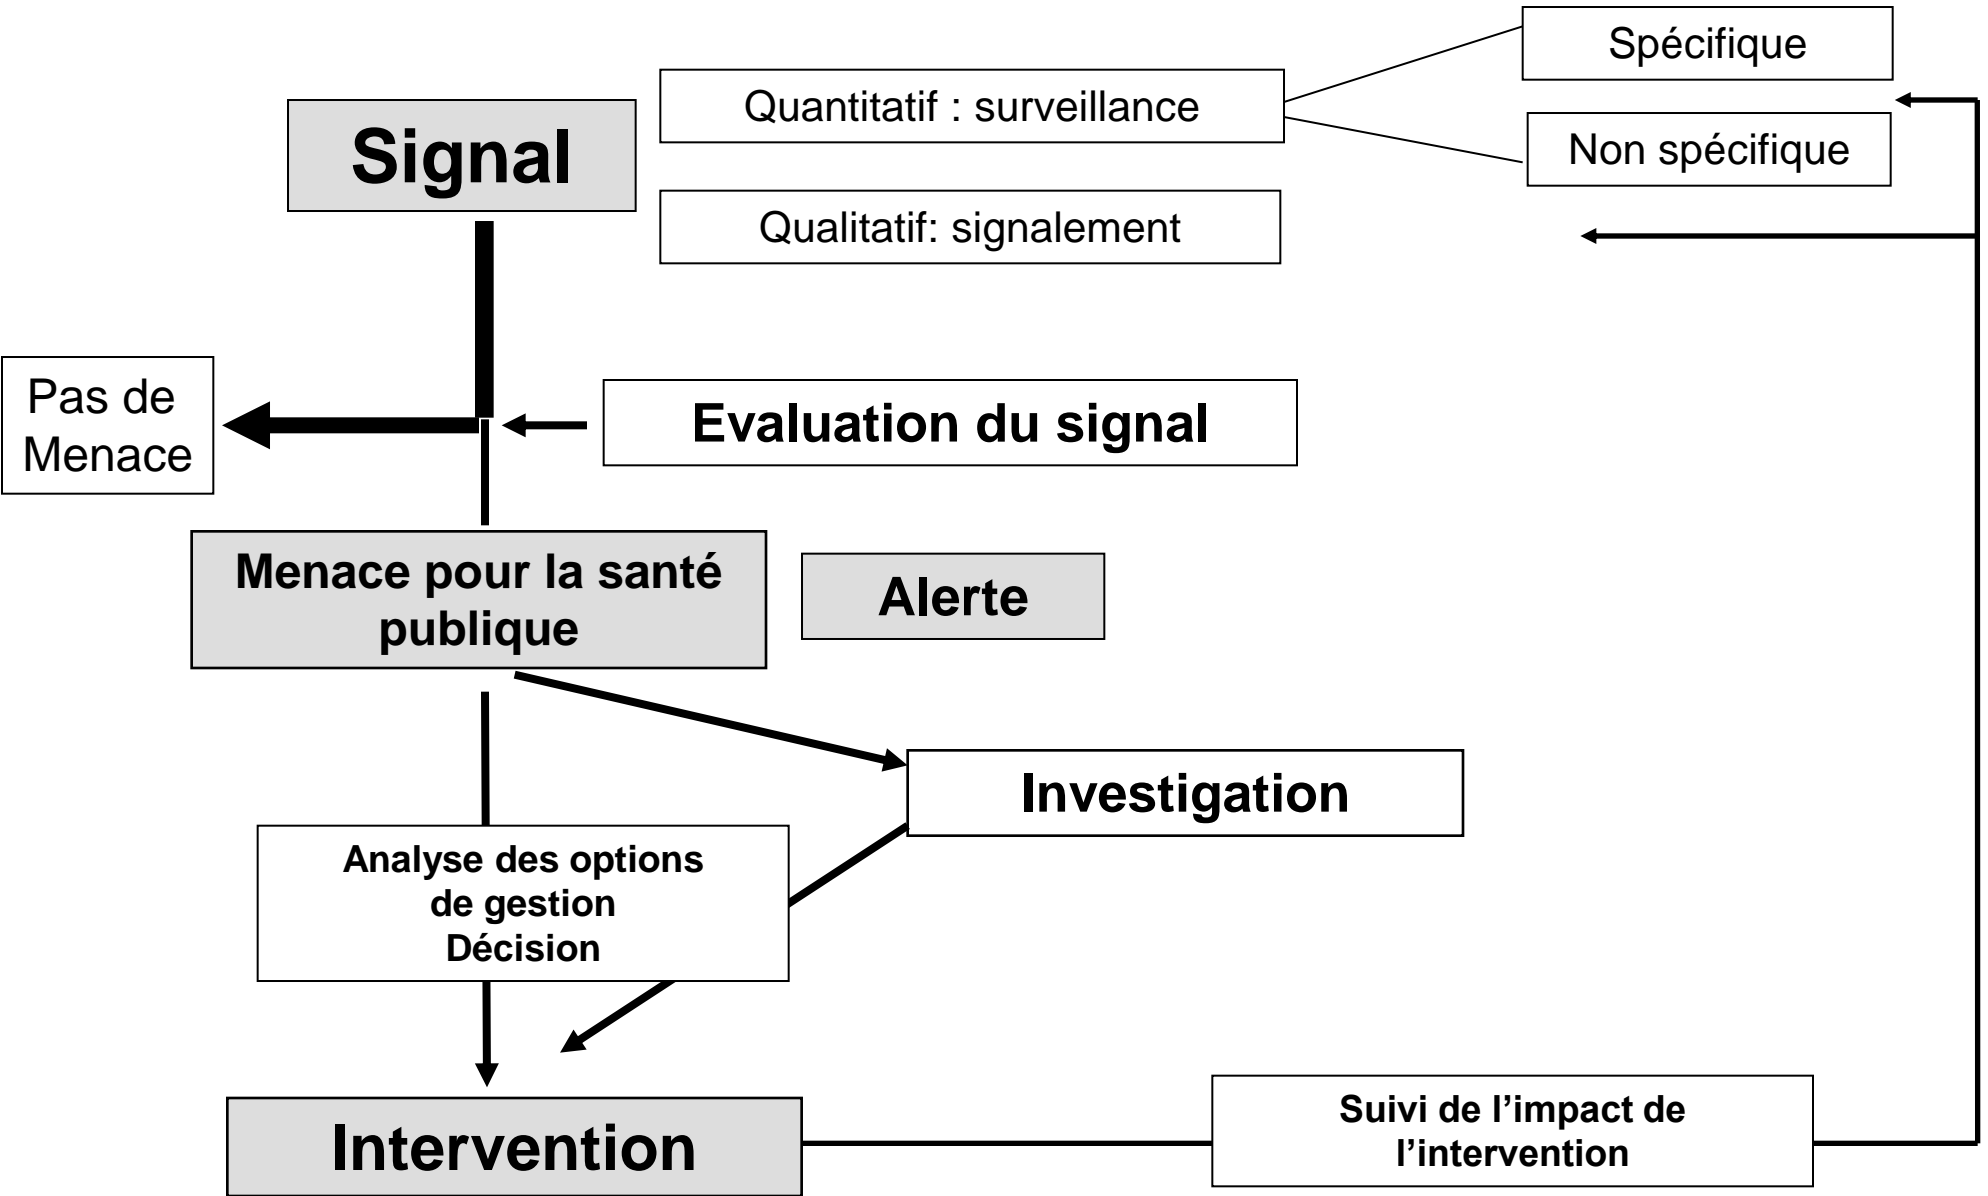 Spécifique
Quantitatif : surveillance
Signal
Non spécifique
Qualitatif: signalement
Pas de
Menace
Evaluation du signal
Menace pour la santé
publique
Alerte
Investigation
Analyse des options
de gestion
Décision
Intervention
Suivi de l’impact de
l’intervention